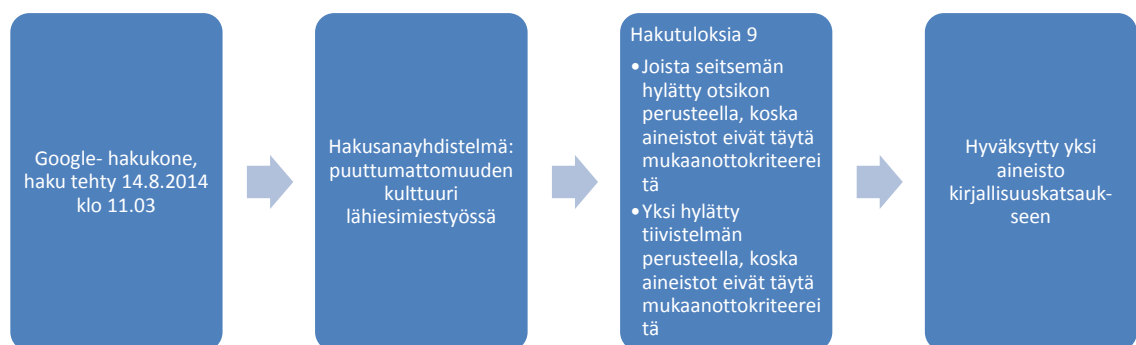 Google- hakukone,
haku tehty 14.8.2014
klo 11.03
Hakusanayhdistelmä:
puuttumattomuuden
kulttuuri
lähiesimiestyössä
Hakutuloksia 9
•Joista seitsemän
hylätty otsikon
perusteella, koska
aineistot eivät täytä
mukaanottokriteerei
tä
•Yksi hylätty
tiivistelmän
perusteella, koska
aineistot eivät täytä
mukaanottokriteerei
tä
Hyväksytty yksi
aineisto
kirjallisuuskatsauk-
seen